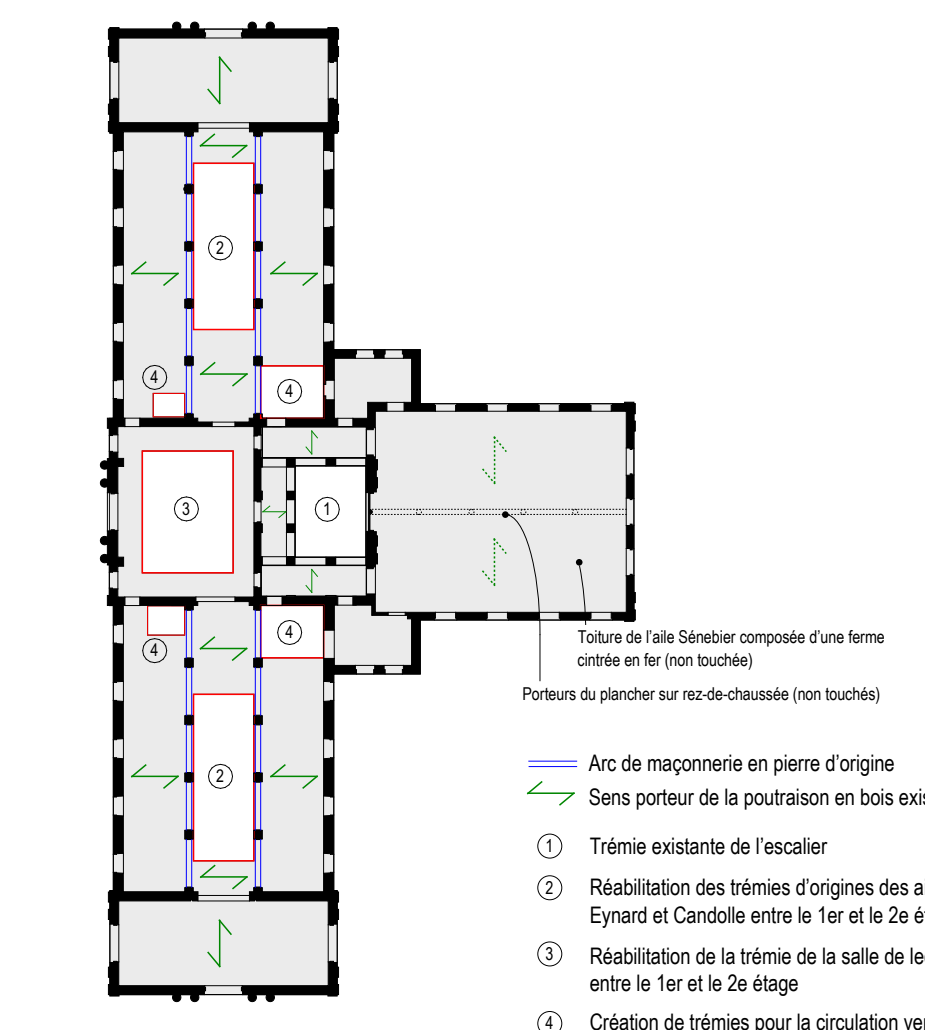 2
4
4
3
1
4
4
2
Toiture de l'aile Sénebier composée d'une ferme
cintrée en fer (non touchée)
Porteurs du plancher sur rez-de-chaussée (non touchés)
Arc de maçonnerie en pierre d'origine
Sens porteur de la poutraison en bois exis
1 Trémie existante de l'escalier
2 Réabilitation des trémies d'origines des
Eynard et Candolle entre le 1er et le 2e
3 Réabilitation de la trémie de la salle de
entre le 1er et le 2e étage
4 Création de trémies pour la circulation